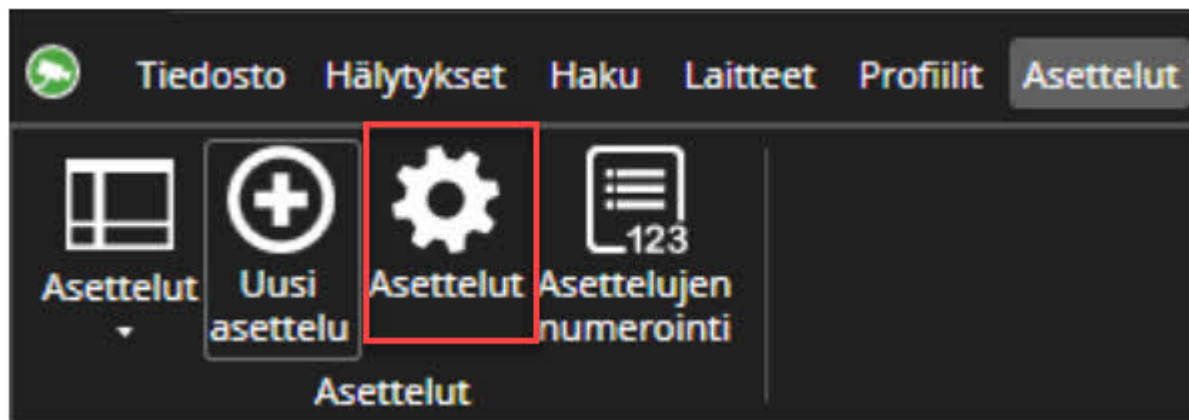 Tiedosto Hälytykset Haku Laitteet Profiilit Asettelut
123
Asettelut Uusi Asettelut Asettelujen
asettelu numerointi
Asettelut